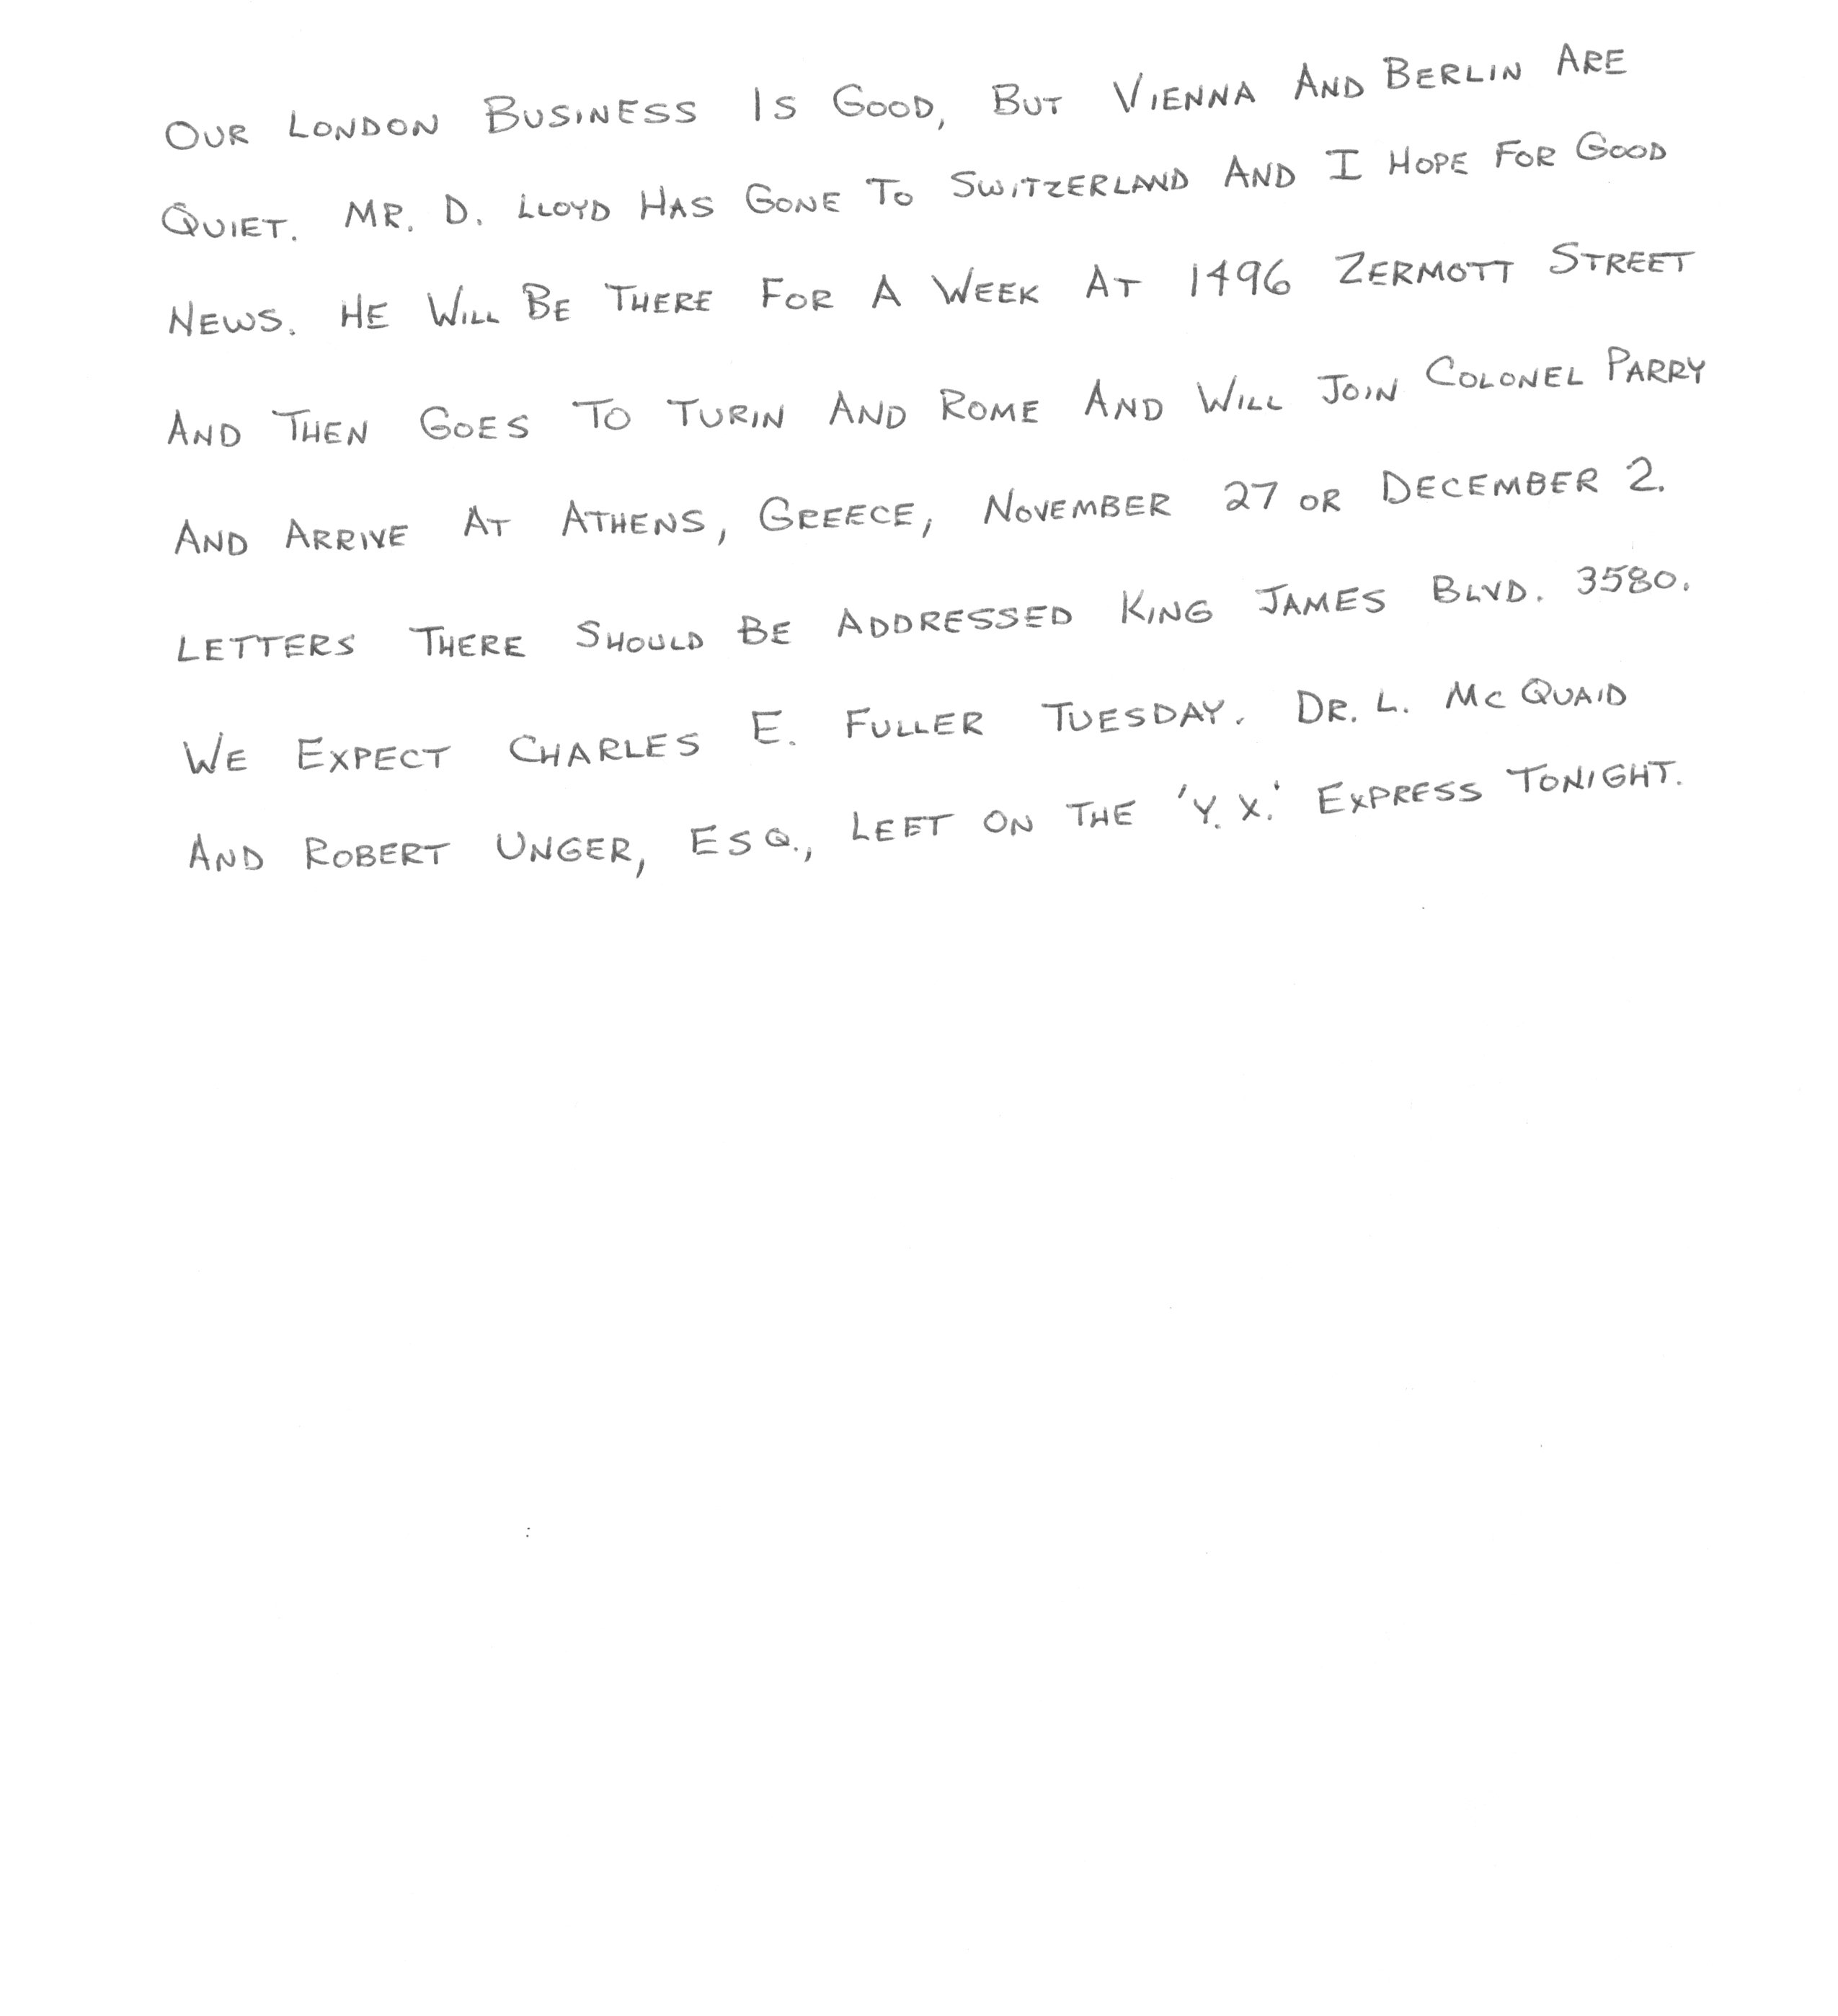 OUR LONDON BUSINESS IS GOOD, BUT VIENNA AND BERLIN ARE
QUIET. MR. D. LLOYD HAS GONE TO SWITZERLAND AND I HOPE FOR GOOD
NEWS. HE WILL BE THERE FOR A WEEK AT 1496 ZERMOTT STREET
AND THEN GOES TO TURIN AND ROME AND WILL JOIN COLONEL PARRY
AND ARRIVE AT ATHENS, GREECE, NOVEMBER 27 OR DECEMBER 2.
LETTERS THERE SHOULD BE ADDRESSED KING JAMES BLVD. 3580.
WE EXPECT CHARLES E. FULLER TUESDAY. DR. L. MC QUAID
AND ROBERT UNGER, ESQ., LEFT ON THE 'Y. X.' EXPRESS TONIGHT.